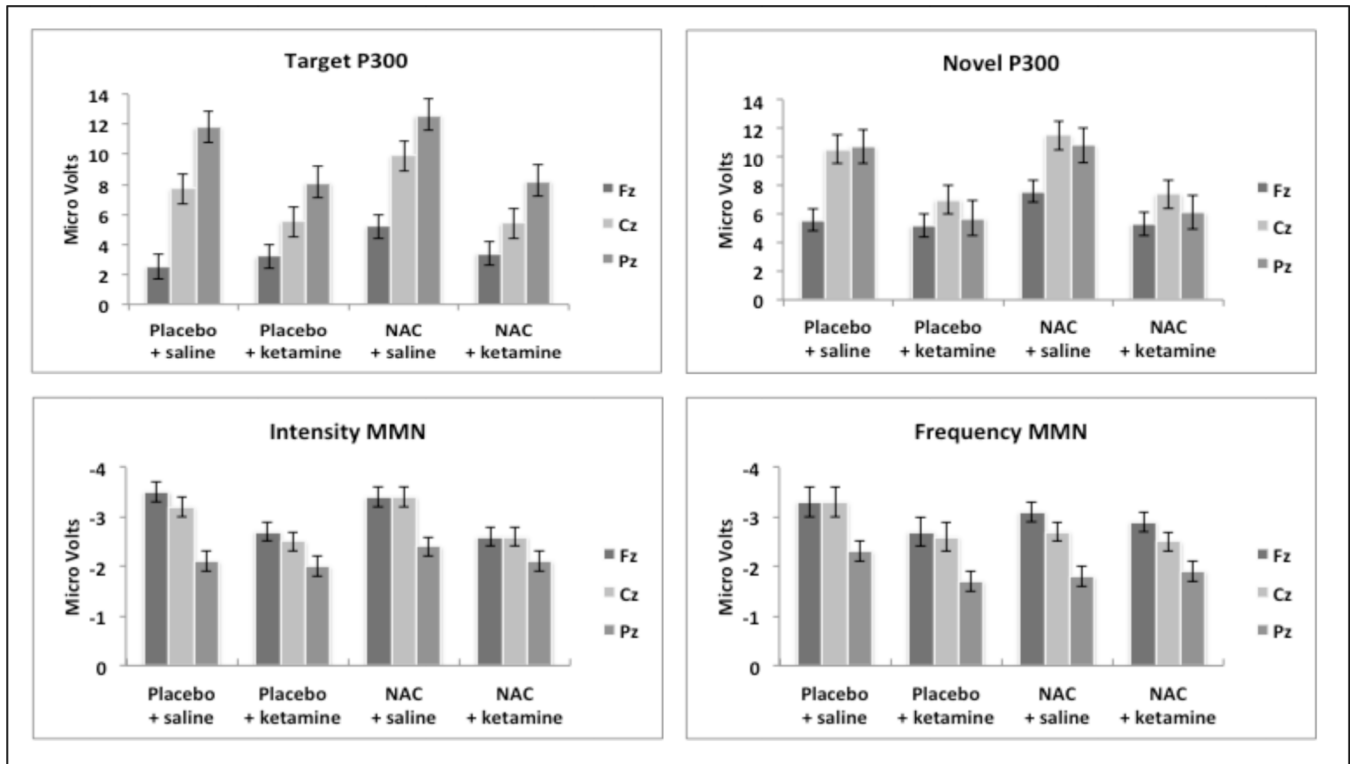 Target P300
14
12
10
8
6
4
2
0
Micro Volts
Fz
Cz
Pz
Placebo
+ saline
Placebo
+ ketamine
NAC
+ saline
NAC
+ ketamine
Novel P300
14
12
10
8
6
4
2
0
Micro Volts
Fz
Cz
Pz
Placebo
+ saline
Placebo
+ ketamine
NAC
+ saline
NAC
+ ketamine
Intensity MMN
-4
-3
-2
-1
0
Micro Volts
Fz
Cz
Pz
Placebo
+ saline
Placebo
+ ketamine
NAC
+ saline
NAC
+ ketamine
Frequency MMN
-4
-3
-2
-1
0
Micro Volts
Fz
Cz
Pz
Placebo
+ saline
Placebo
+ ketamine
NAC
+ saline
NAC
+ ketamine